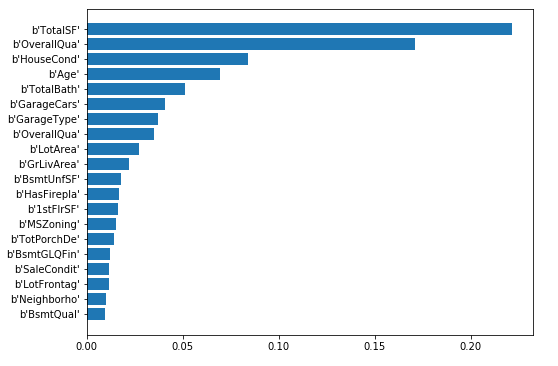 b'TotalSF'
b'OverallQua'
b'HouseCond'
b'Age'
b'TotalBath'
b'GarageCars'
b'GarageType'
b'OverallQua'
b'LotArea'
b'GrLivArea'
b'BsmtUnfSF'
b'HasFirepla'
b'1stFlrSF'
b'MSZoning'
b'TotPorchDe'
b'BsmtGLQFin'
b'SaleCondit'
b'LotFrontag'
b'Neighborho'
b'BsmtQual'
0.00 0.05 0.10 0.15 0.20